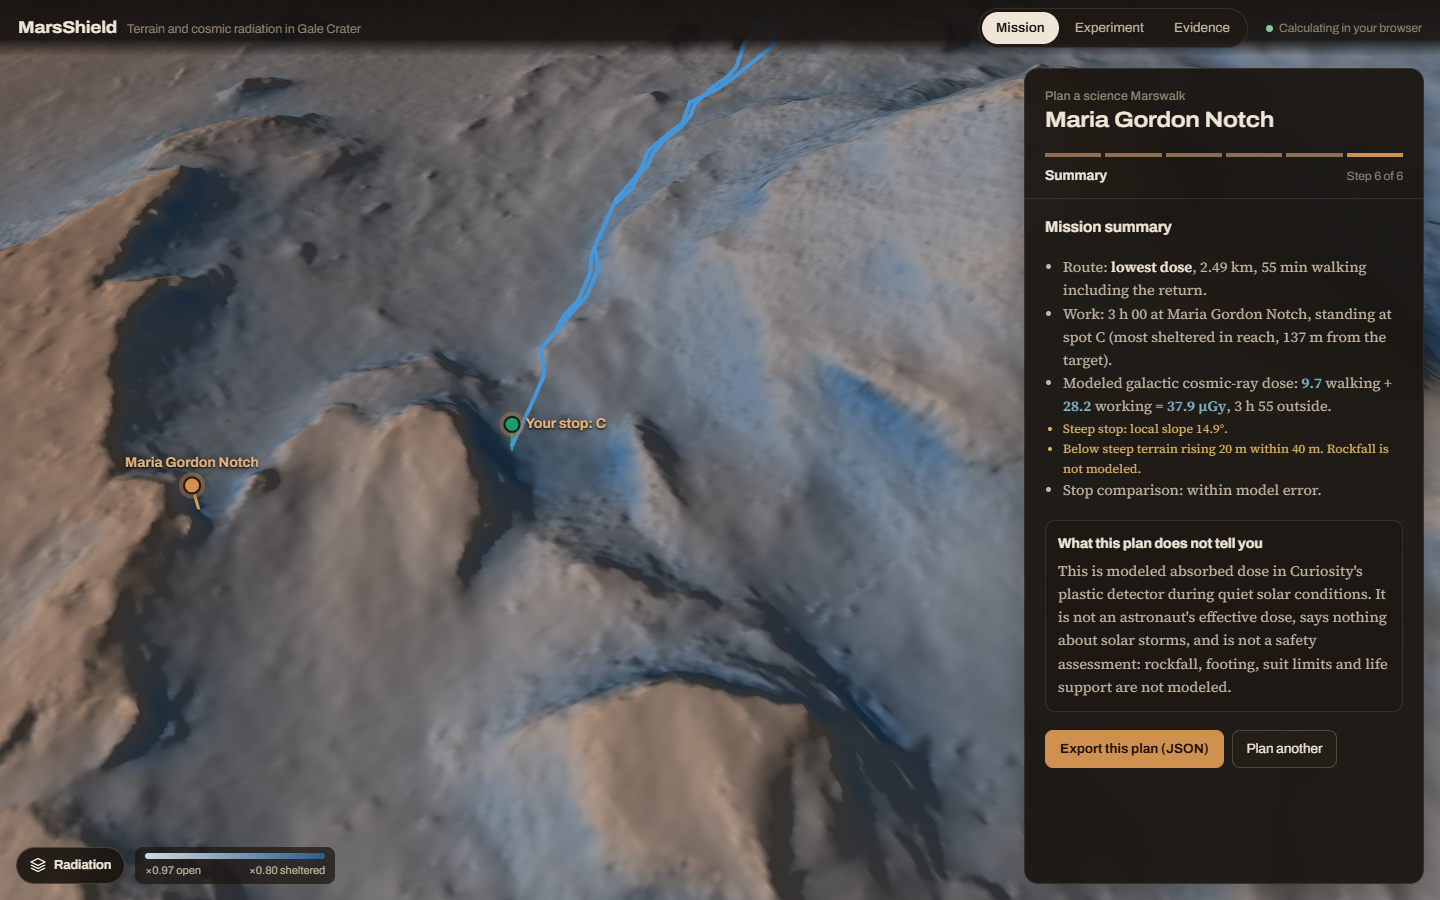 MarsShield Terrain and cosmic radiation in Gale Crater
Mission Experiment Evidence Calculating in your browser
Plan a science Marswalk
Maria Gordon Notch
Summary Step 6 of 6
Mission summary
Route: lowest dose, 2.49 km, 55 min walking
including the return.
Work: 3 h 00 at Maria Gordon Notch, standing at
spot C (most sheltered in reach, 137 m from the
target).
Modeled galactic cosmic-ray dose: 9.7 walking +
28.2 working = 37.9 µGy, 3 h 55 outside.
Steep stop: local slope 14.9°.
Below steep terrain rising 20 m within 40 m. Rockfall is
not modeled.
Stop comparison: within model error.
What this plan does not tell you
This is modeled absorbed dose in Curiosity's
plastic detector during quiet solar conditions. It
is not an astronaut's effective dose, says nothing
about solar storms, and is not a safety
assessment: rockfall, footing, suit limits and life
support are not modeled.
Export this plan (JSON) Plan another
Your stop: C
Maria Gordon Notch
Radiation
×0.97 open ×0.80 sheltered